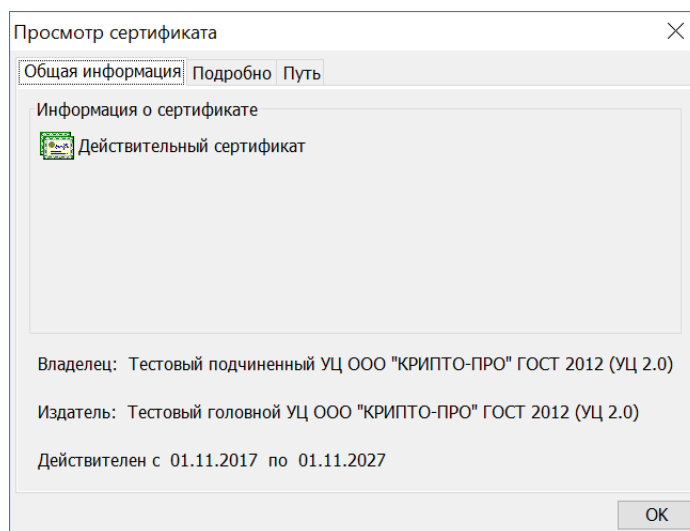 Просмотр сертификата
Общая информация Подробно Путь
Информация о сертификате
Действительный сертификат
Владелец: Тестовый подчиненный УЦ ООО "КРИПТО-ПРО" ГОСТ 2012 (УЦ 2.0)
Издатель: Тестовый головной УЦ ООО "КРИПТО-ПРО" ГОСТ 2012 (УЦ 2.0)
Действителен с 01.11.2017 по 01.11.2027
OK